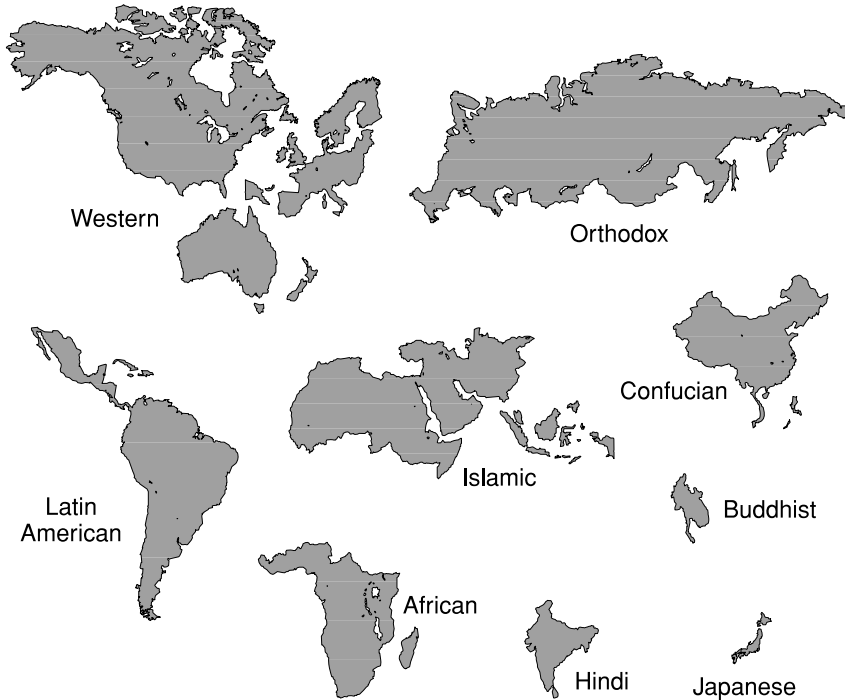 Western
Orthodox
Confucian
Islamic
Latin
American
Buddhist
African
Hindi
Japanese